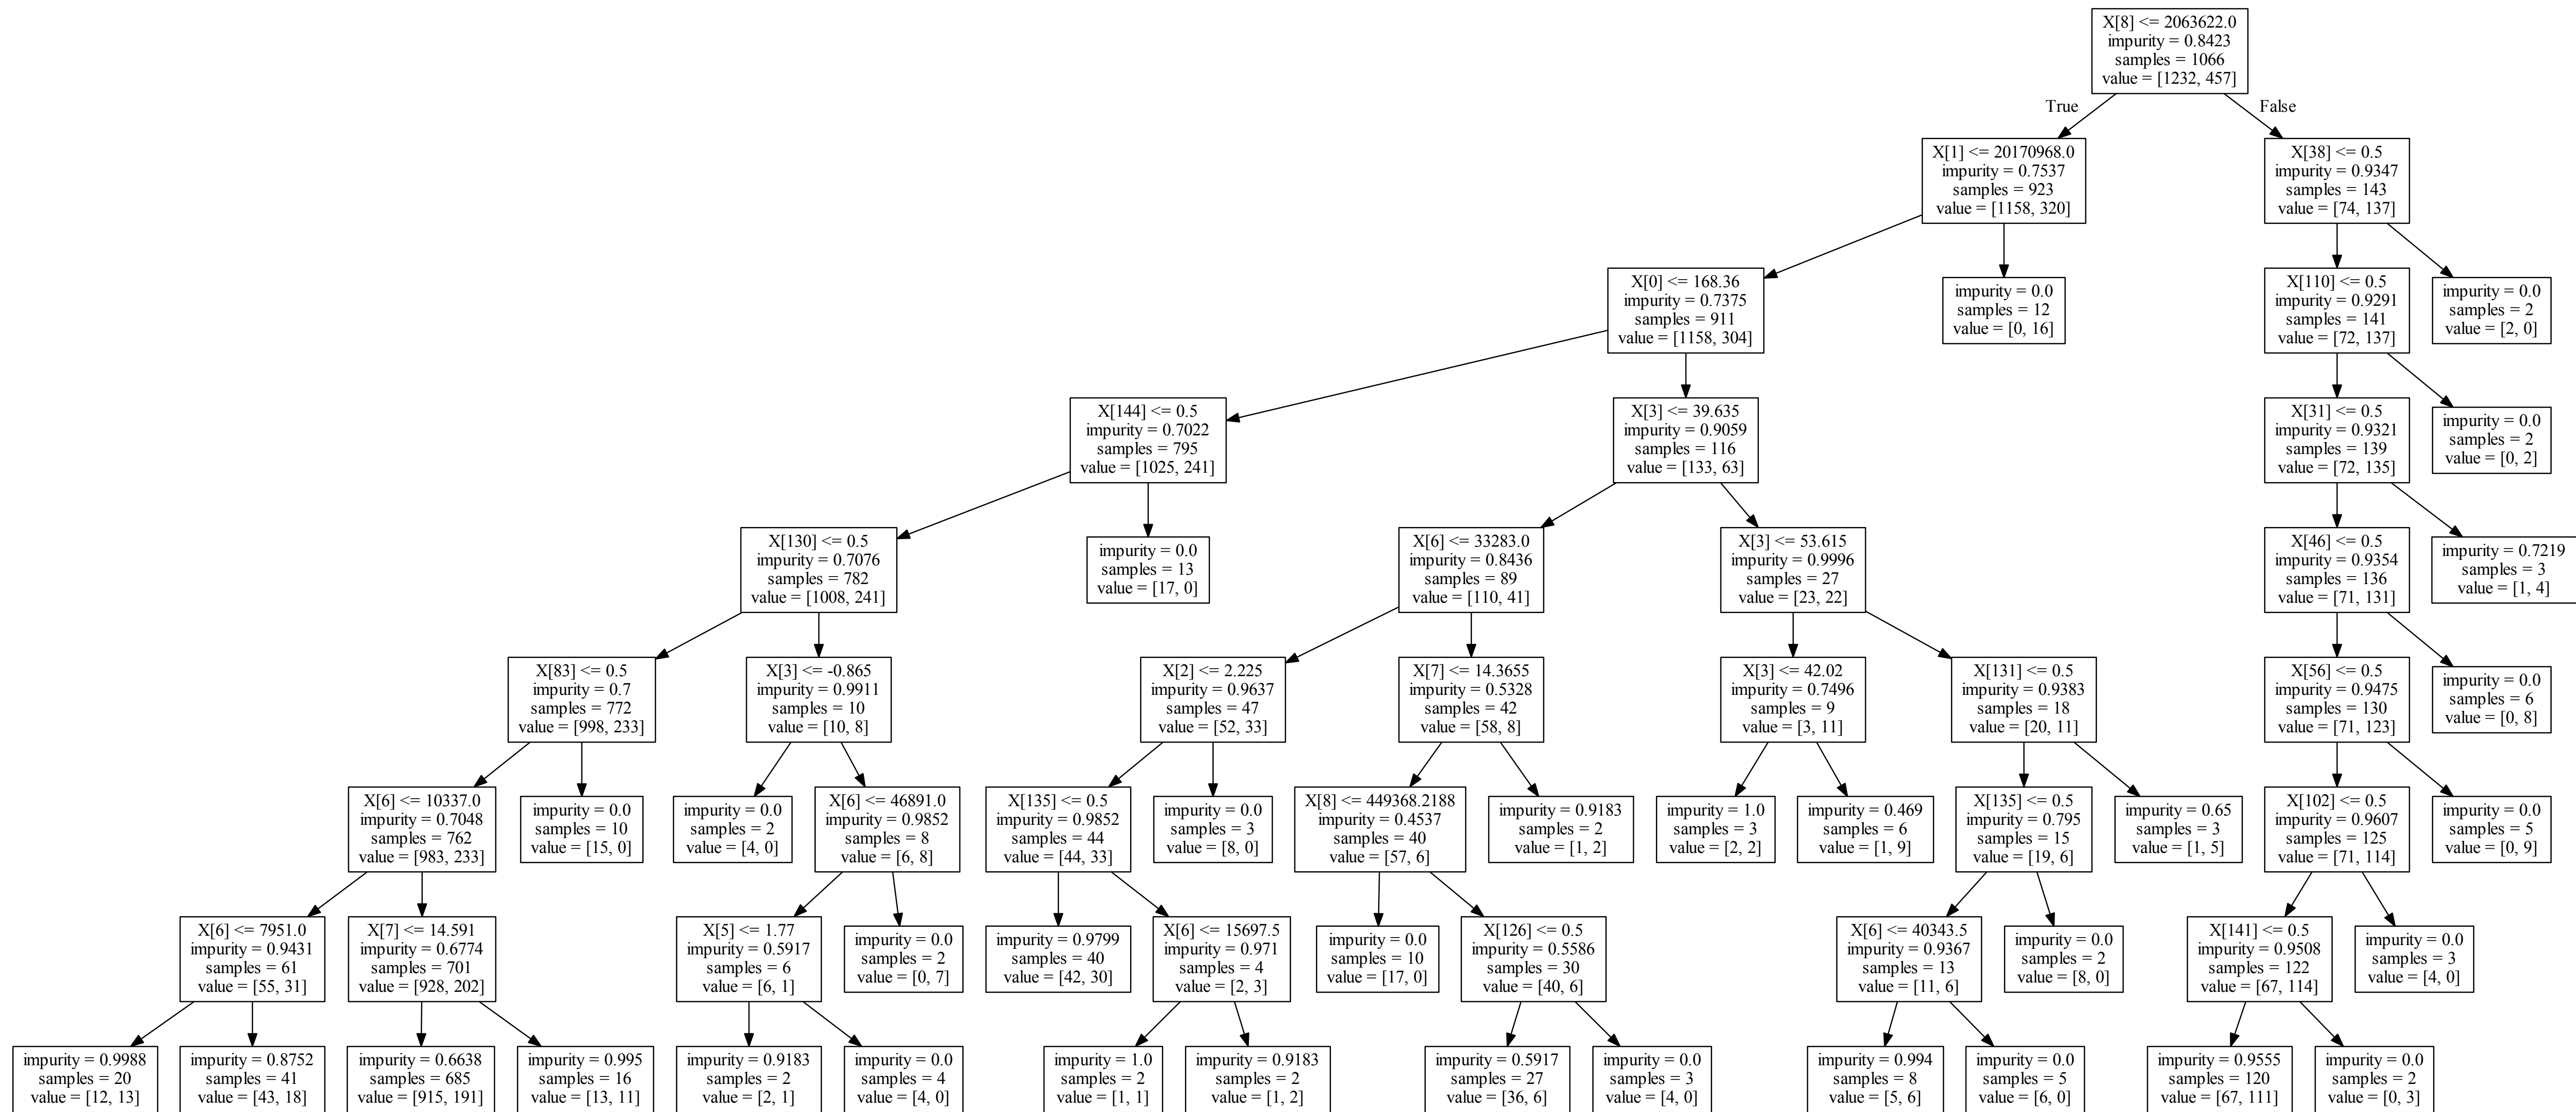 X[8] <= 2063622.0
impurity = 0.8423
samples = 1066
value = [1232, 457]
True
False
X[1] <= 20170968.0
impurity = 0.7537
samples = 923
value = [1158, 320]
X[38] <= 0.5
impurity = 0.9347
samples = 143
value = [74, 137]
X[0] <= 168.36
impurity = 0.7375
samples = 911
value = [1158, 304]
impurity = 0.0
samples = 12
value = [0, 16]
X[110] <= 0.5
impurity = 0.9291
samples = 141
value = [72, 137]
impurity = 0.0
samples = 2
value = [2, 0]
X[144] <= 0.5
impurity = 0.7022
samples = 795
value = [1025, 241]
X[3] <= 39.635
impurity = 0.9059
samples = 116
value = [133, 63]
X[31] <= 0.5
impurity = 0.9321
samples = 139
value = [72, 135]
impurity = 0.0
samples = 2
value = [0, 2]
X[130] <= 0.5
impurity = 0.7076
samples = 782
value = [1008, 241]
impurity = 0.0
samples = 13
value = [17, 0]
X[6] <= 33283.0
impurity = 0.8436
samples = 89
value = [110, 41]
X[3] <= 53.615
impurity = 0.9996
samples = 27
value = [23, 22]
X[46] <= 0.5
impurity = 0.9354
samples = 136
value = [71, 131]
impurity = 0.7219
samples = 3
value = [1, 4]
X[83] <= 0.5
impurity = 0.7
samples = 772
value = [998, 233]
X[3] <= -0.865
impurity = 0.9911
samples = 10
value = [10, 8]
X[2] <= 2.225
impurity = 0.9637
samples = 47
value = [52, 33]
X[7] <= 14.3655
impurity = 0.5328
samples = 42
value = [58, 8]
X[3] <= 42.02
impurity = 0.7496
samples = 9
value = [3, 11]
X[131] <= 0.5
impurity = 0.9383
samples = 18
value = [20, 11]
X[56] <= 0.5
impurity = 0.9475
samples = 130
value = [71, 123]
impurity = 0.0
samples = 6
value = [0, 8]
X[6] <= 10337.0
impurity = 0.7048
samples = 762
value = [983, 233]
impurity = 0.0
samples = 10
value = [15, 0]
impurity = 0.0
samples = 2
value = [4, 0]
X[6] <= 46891.0
impurity = 0.9852
samples = 8
value = [6, 8]
X[135] <= 0.5
impurity = 0.9852
samples = 44
value = [44, 33]
impurity = 0.0
samples = 3
value = [8, 0]
X[8] <= 449368.2188
impurity = 0.4537
samples = 40
value = [57, 6]
impurity = 0.9183
samples = 2
value = [1, 2]
impurity = 1.0
samples = 3
value = [2, 2]
impurity = 0.469
samples = 6
value = [1, 9]
X[135] <= 0.5
impurity = 0.795
samples = 15
value = [19, 6]
impurity = 0.65
samples = 3
value = [1, 5]
X[102] <= 0.5
impurity = 0.9607
samples = 125
value = [71, 114]
impurity = 0.0
samples = 5
value = [0, 9]
X[6] <= 7951.0
impurity = 0.9431
samples = 61
value = [55, 31]
X[7] <= 14.591
impurity = 0.6774
samples = 701
value = [928, 202]
X[5] <= 1.77
impurity = 0.5917
samples = 6
value = [6, 1]
impurity = 0.0
samples = 2
value = [0, 7]
impurity = 0.9799
samples = 40
value = [42, 30]
X[6] <= 15697.5
impurity = 0.971
samples = 4
value = [2, 3]
impurity = 0.0
samples = 10
value = [17, 0]
X[126] <= 0.5
impurity = 0.5586
samples = 30
value = [40, 6]
X[6] <= 40343.5
impurity = 0.9367
samples = 13
value = [11, 6]
impurity = 0.0
samples = 2
value = [8, 0]
X[141] <= 0.5
impurity = 0.9508
samples = 122
value = [67, 114]
impurity = 0.0
samples = 3
value = [4, 0]
impurity = 0.9988
samples = 20
value = [12, 13]
impurity = 0.8752
samples = 41
value = [43, 18]
impurity = 0.6638
samples = 685
value = [915, 191]
impurity = 0.995
samples = 16
value = [13, 11]
impurity = 0.9183
samples = 2
value = [2, 1]
impurity = 0.0
samples = 4
value = [4, 0]
impurity = 1.0
samples = 2
value = [1, 1]
impurity = 0.9183
samples = 2
value = [1, 2]
impurity = 0.5917
samples = 27
value = [36, 6]
impurity = 0.0
samples = 3
value = [4, 0]
impurity = 0.994
samples = 8
value = [5, 6]
impurity = 0.0
samples = 5
value = [6, 0]
impurity = 0.9555
samples = 120
value = [67, 111]
impurity = 0.0
samples = 2
value = [0, 3]